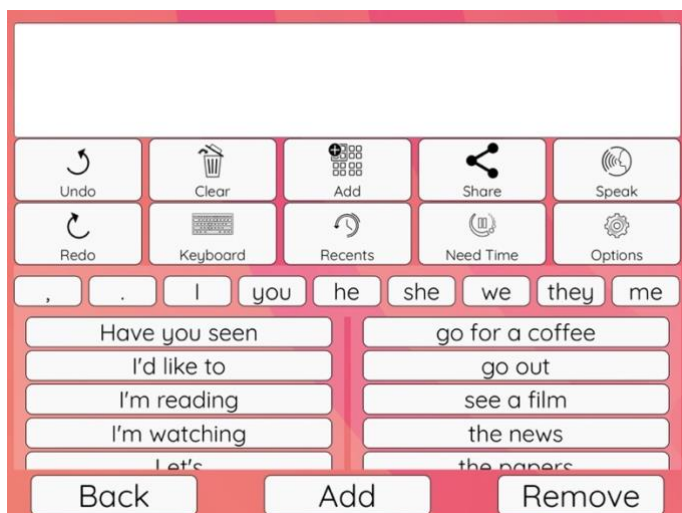 Undo Clear Add Share Speak
Redo Keyboard Recents Need Time Options
, . I you he she we they me
Have you seen go for a coffee
I'd like to go out
I'm reading see a film
I'm watching the news
Let's the papers
Back Add Remove